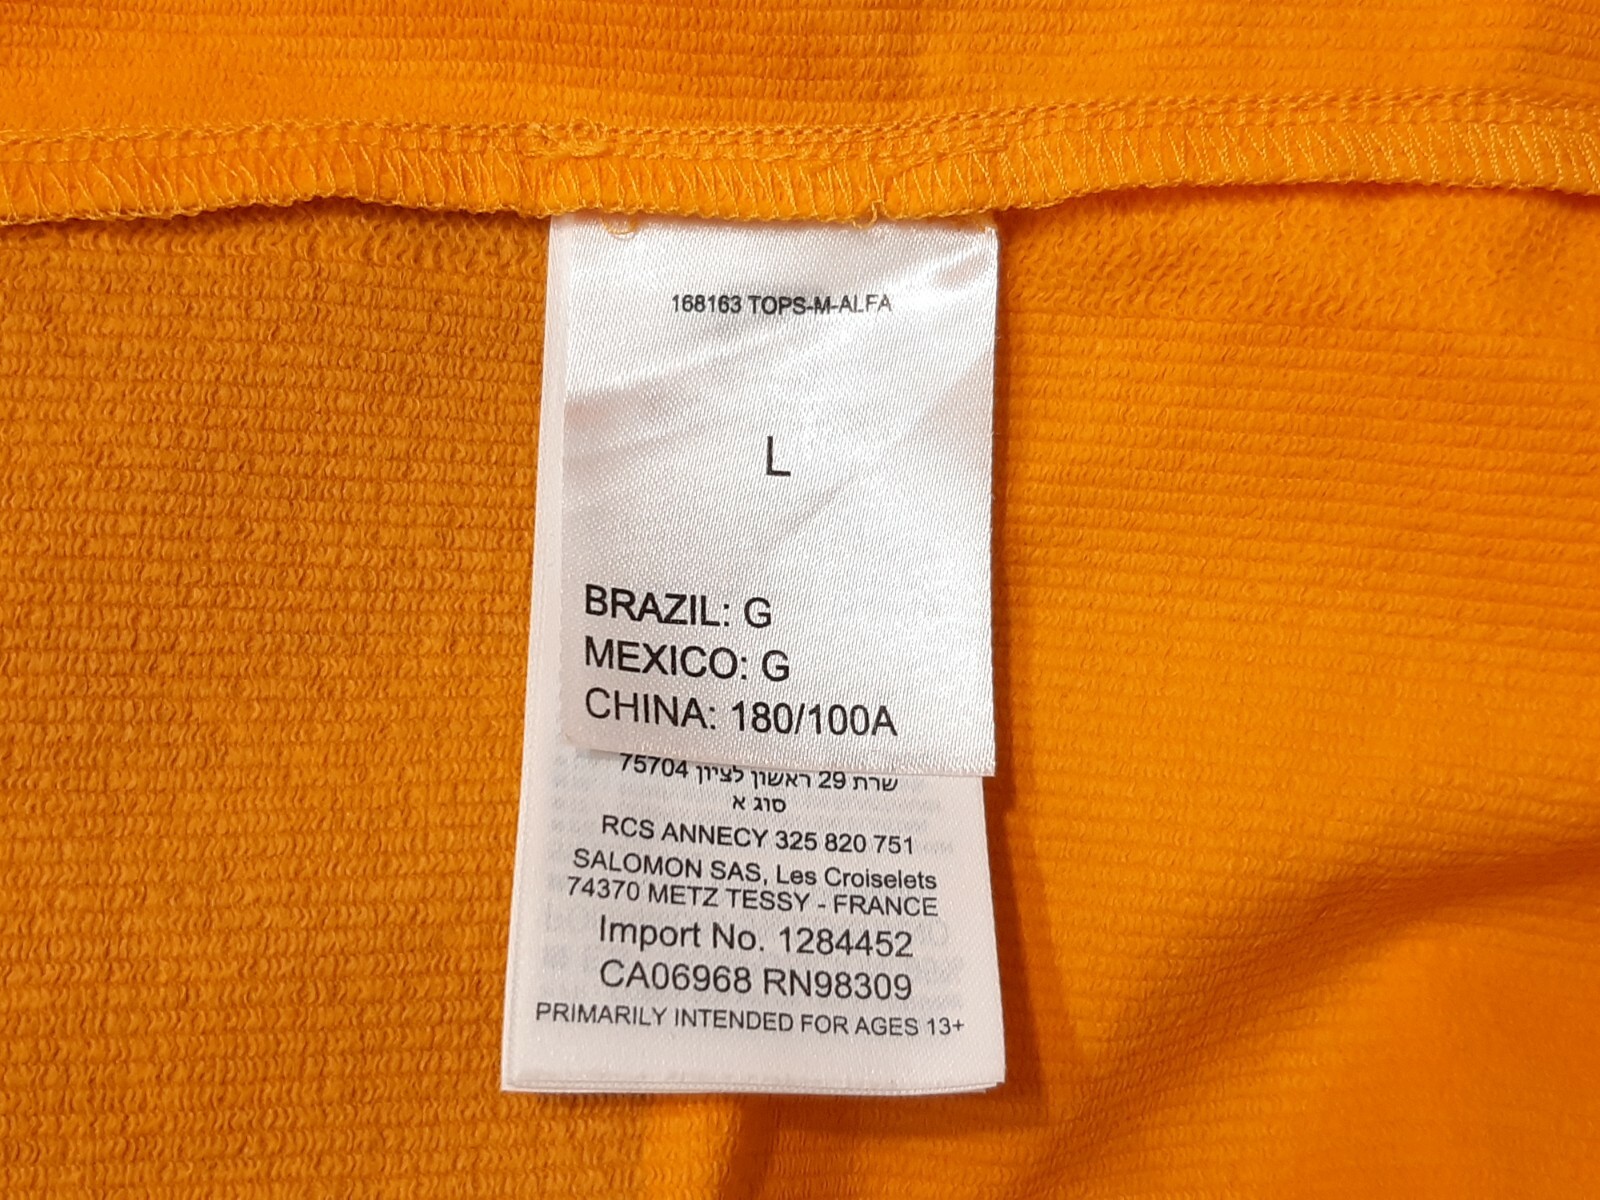 168163 TOPS-M-ALFA
L
BRAZIL: G
MEXICO: G
CHINA: 180/100A
שרת 29 ראשון לציון 75704
סוג א
RCS ANNECY 325 820 751
SALOMON SAS, Les Croiselets
74370 METZ TESSY - FRANCE
Import No. 1284452
CA06968 RN98309
PRIMARILY INTENDED FOR AGES 13+